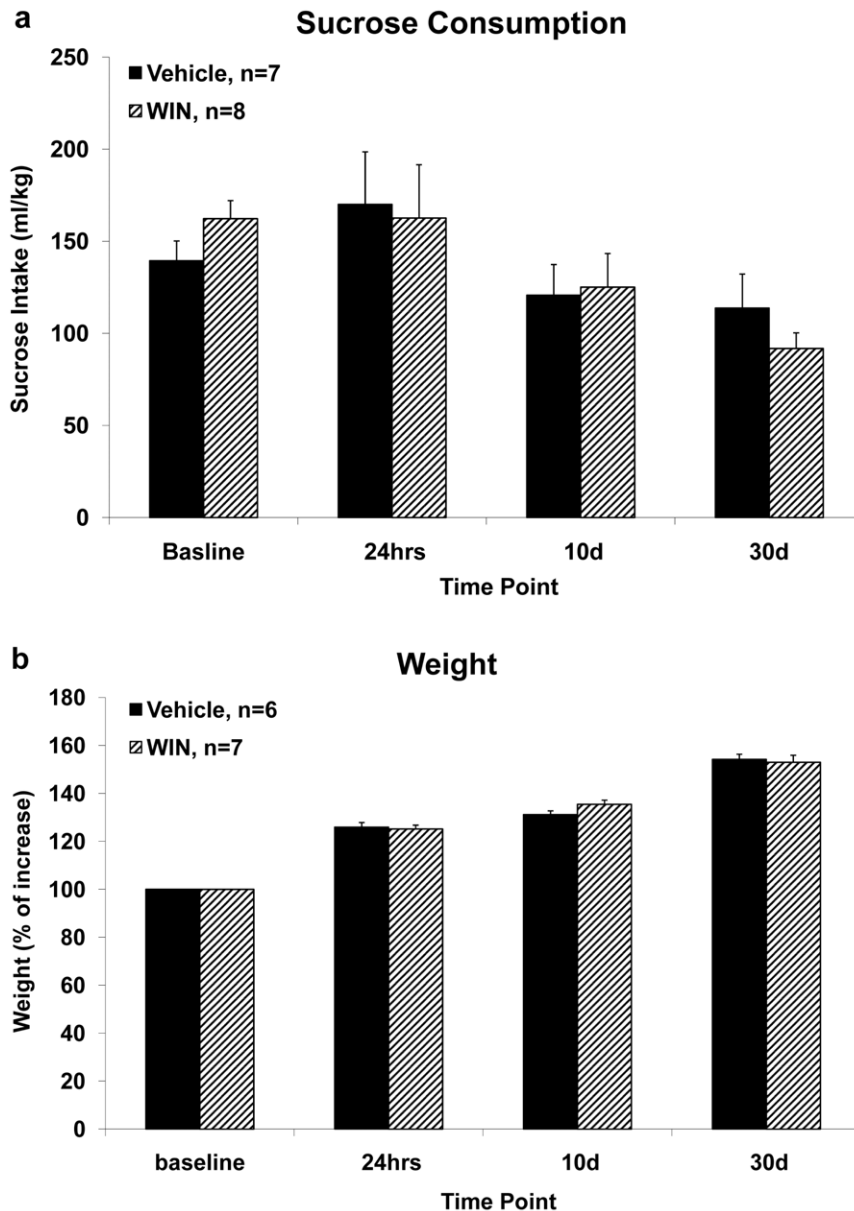 a
Sucrose Consumption
250
200
150
100
50
0
Sucrose Intake (ml/kg)
Vehicle, n=7
WIN, n=8
Basline 24hrs 10d 30d
Time Point
b
Weight
180
160
140
120
100
80
60
40
20
0
Weight (% of increase)
Vehicle, n=6
WIN, n=7
baseline 24hrs 10d 30d
Time Point